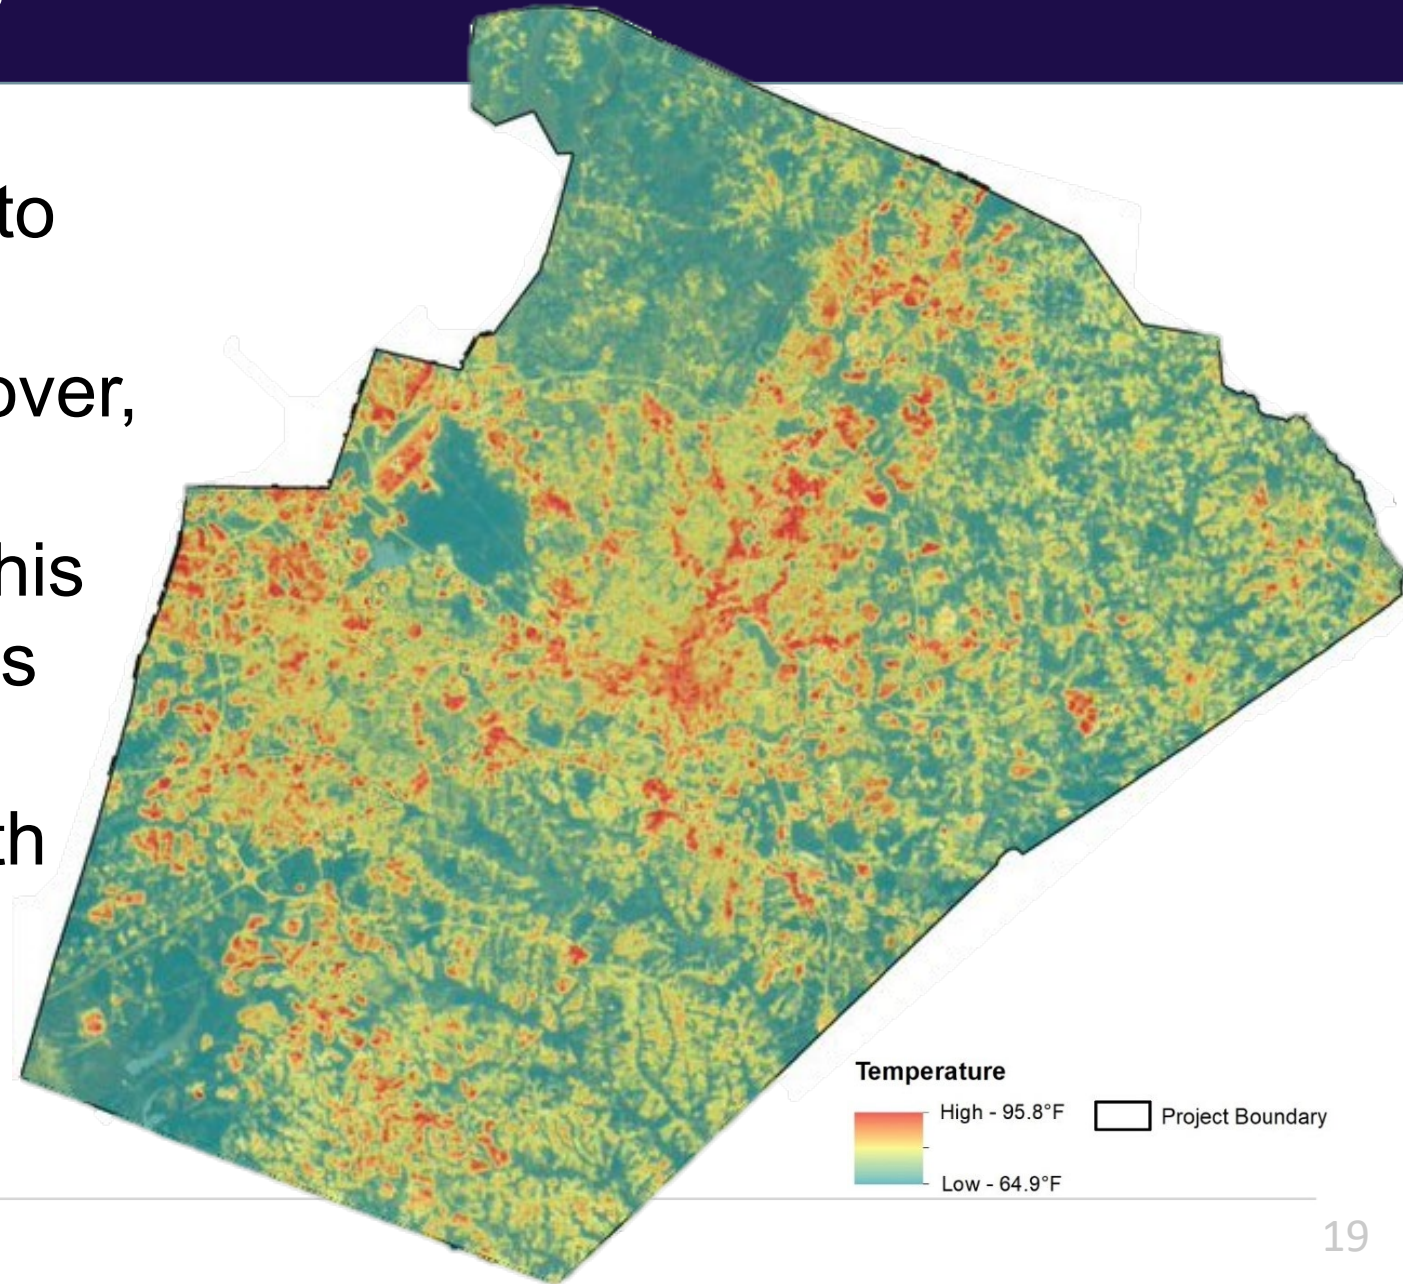 to
over,
his
s
th
Temperature
High - 95.8°F
Low - 64.9°F
Project Boundary
19